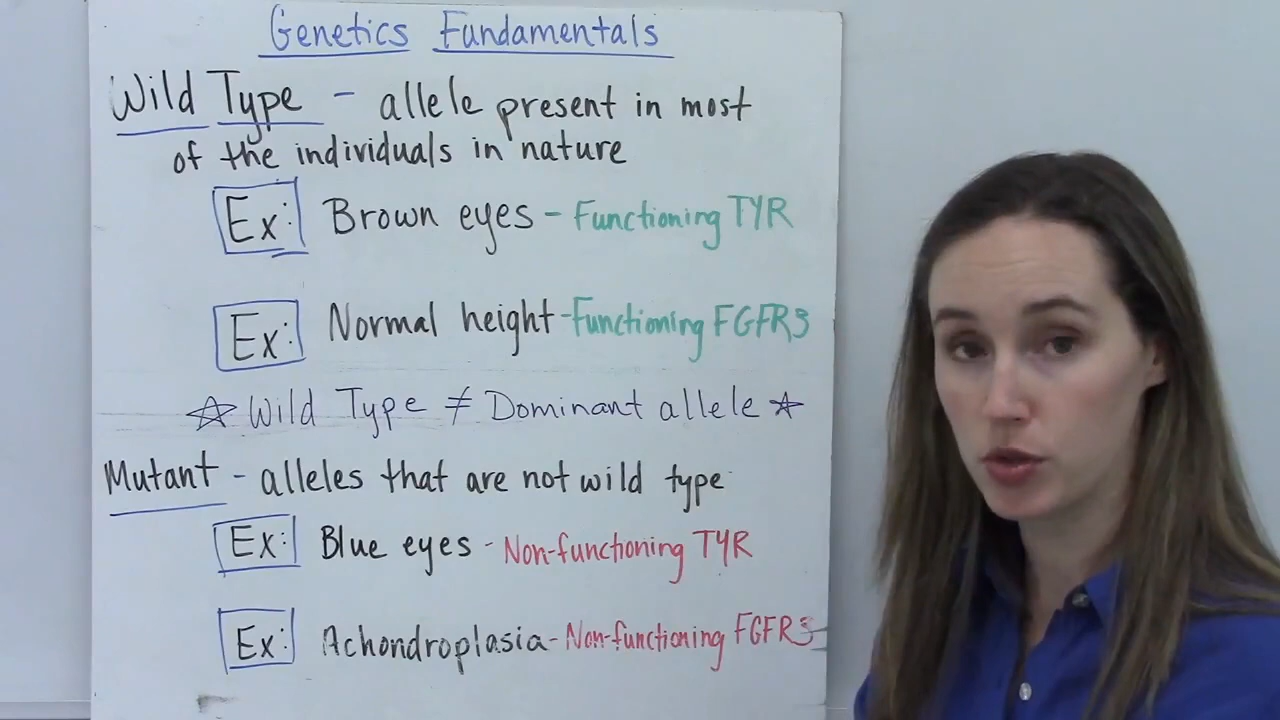 Genetics Fundamentals
Wild Type - allele present in most
of the individuals in nature
Ex: Brown eyes - Functioning TYR
Ex: Normal height - Functioning FGFR3
☆ Wild Type ≠ Dominant allele ☆
Mutant - alleles that are not wild type
Ex: Blue eyes - Non-functioning TYR
Ex: Achondroplasia - Non-functioning FGFR3